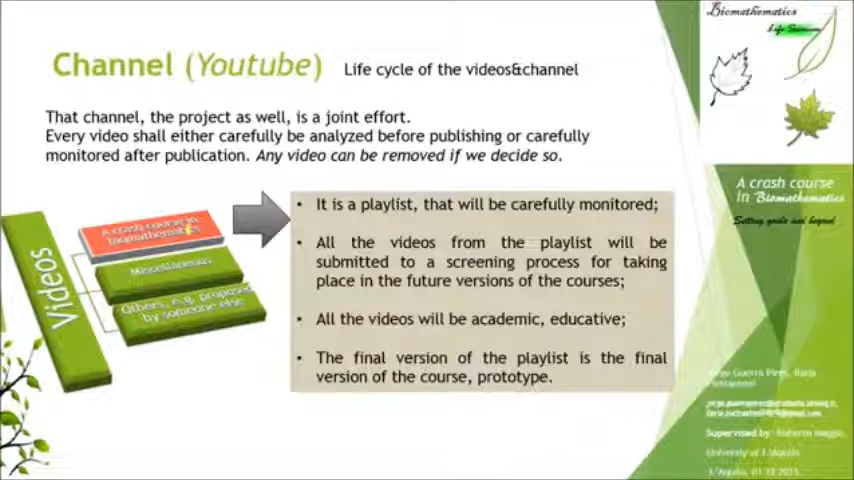 Channel (Youtube)
Life cycle of the videos&channel
That channel, the project as well, is a joint effort.
Every video shall either carefully be analyzed before publishing or carefully
monitored after publication. Any video can be removed if we decide so.
Videos
A crash course in
biomathematics
Miscellaneous
Others, e.g. proposed
by someone else
• It is a playlist, that will be carefully monitored;
• All the videos from the playlist will be
submitted to a screening process for taking
place in the future versions of the courses;
• All the videos will be academic, educative;
• The final version of the playlist is the final
version of the course, prototype.
Biomathematics
Life Sciences
A crash course
in Biomathematics
Setting goals and beyond
Guerra Pires,
Supervised by:
University of L'Aquila
L'Aquila,